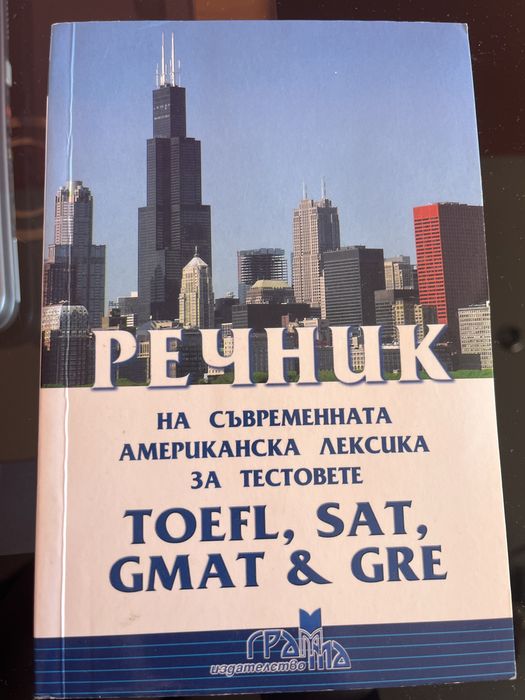 РЕЧНИК
НА СЪВРЕМЕННАТА
АМЕРИКАНСКА ЛЕКСИКА
ЗА ТЕСТОВЕТЕ
TOEFL, SAT,
GMAT & GRE
ГРАММА
издателство